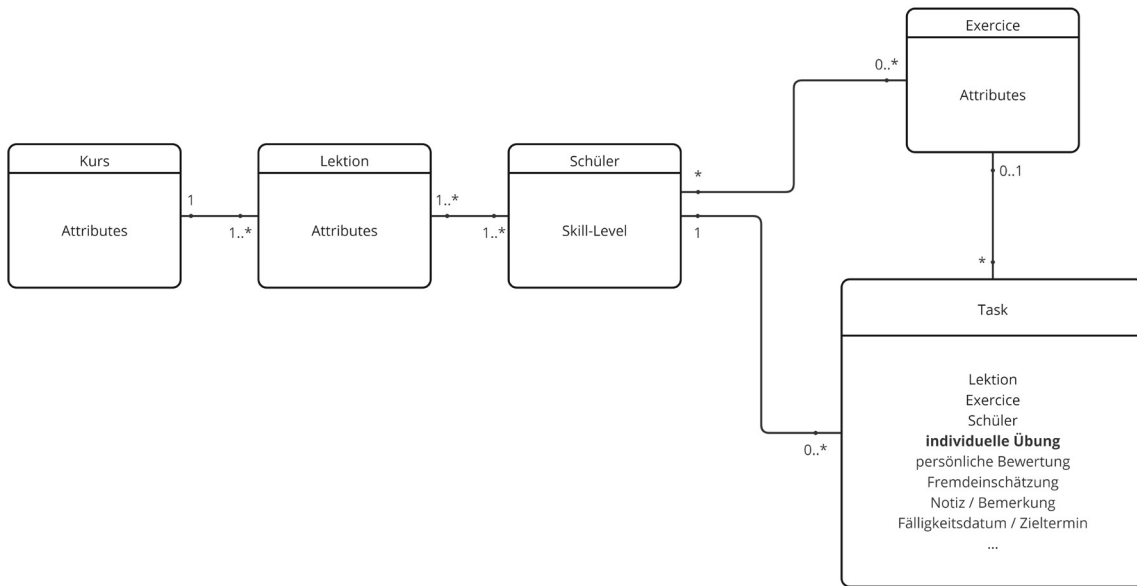 Exercice
Attributes
0..*
0..1
Kurs
Attributes
1
1..*
Lektion
Attributes
1..*
1..*
Schüler
Skill-Level
*
1
0..*
*
Task
Lektion
Exercice
Schüler
individuelle Übung
persönliche Bewertung
Fremdeinschätzung
Notiz / Bemerkung
Fälligkeitsdatum / Zieltermin
...